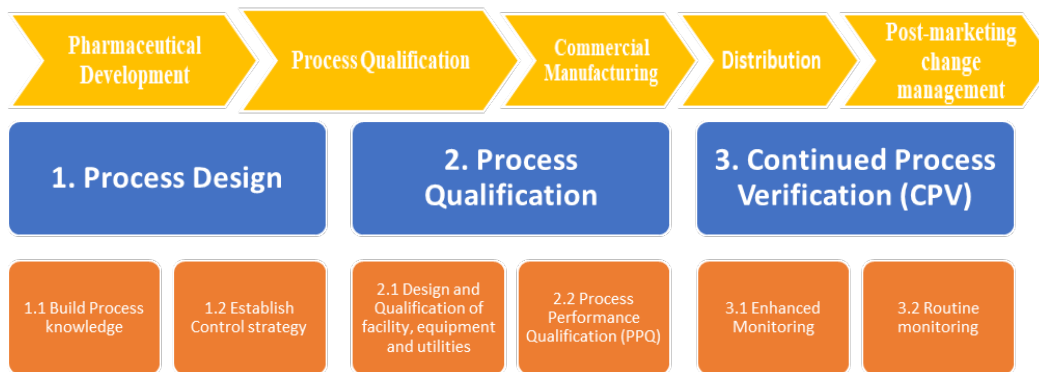 Pharmaceutical
Development
Process Qualification
Commercial
Manufacturing
Distribution
Post-marketing
change
management
1. Process Design
2. Process
Qualification
3. Continued Process
Verification (CPV)
1.1 Build Process
knowledge
1.2 Establish
Control strategy
2.1 Design and
Qualification of
facility, equipment
and utilities
2.2 Process
Performance
Qualification (PPQ)
3.1 Enhanced
Monitoring
3.2 Routine
monitoring